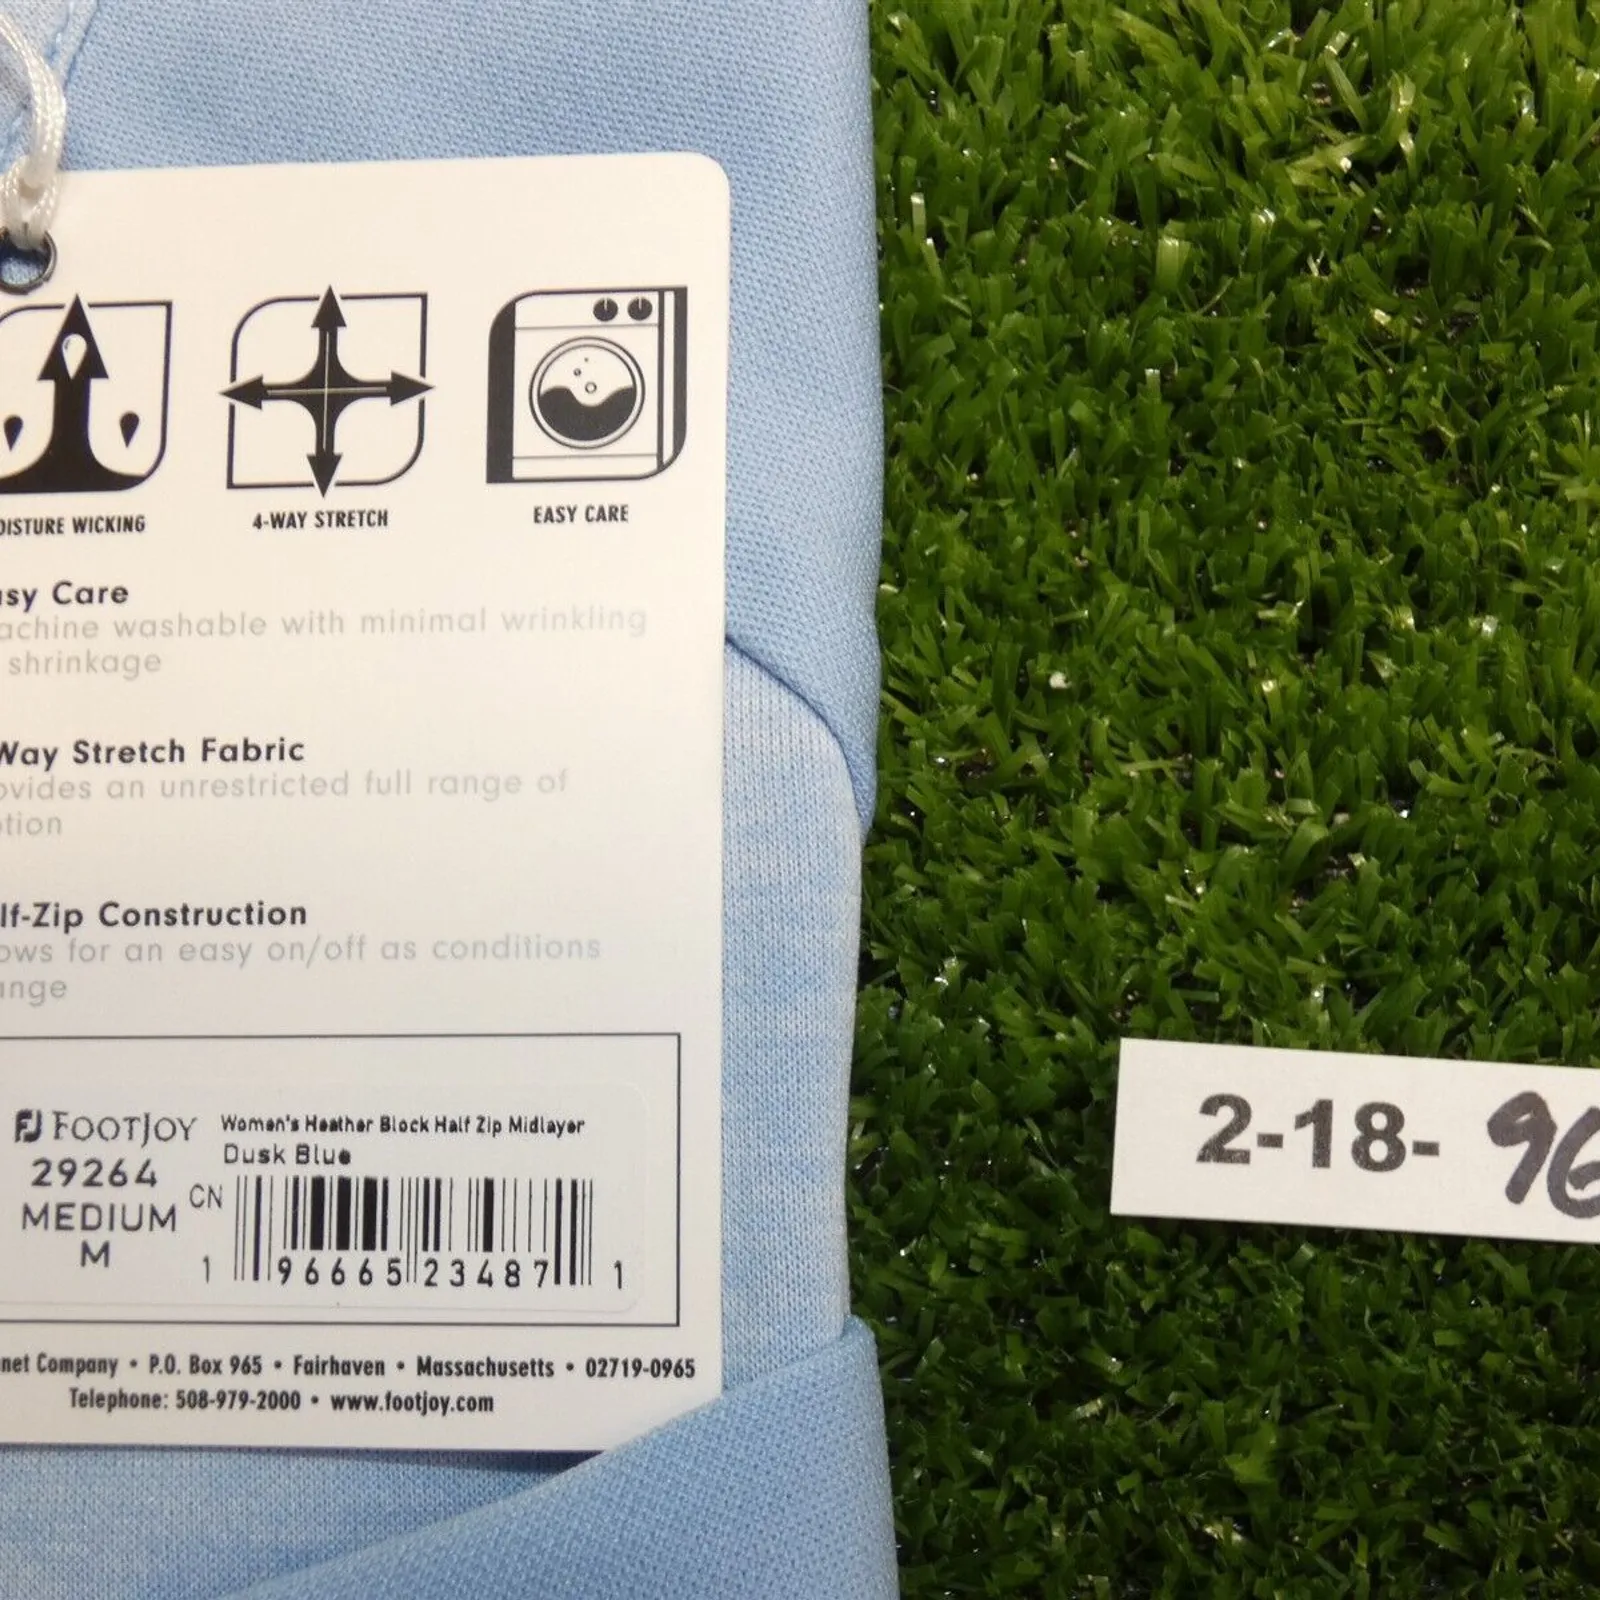 OISTURE WICKING
4-WAY STRETCH
EASY CARE
sy Care
achine washable with minimal wrinkling
shrinkage
Way Stretch Fabric
ovides an unrestricted full range of
otion
lf-Zip Construction
ows for an easy on/off as conditions
ange
FJ FOOTJOY
Women's Heather Block Half Zip Midlayer
Dusk Blue
29264
MEDIUM
M
CN
1 96665 23487 1
net Company • P.O. Box 965 • Fairhaven • Massachusetts • 02719-0965
Telephone: 508-979-2000 • www.footjoy.com
2-18-96